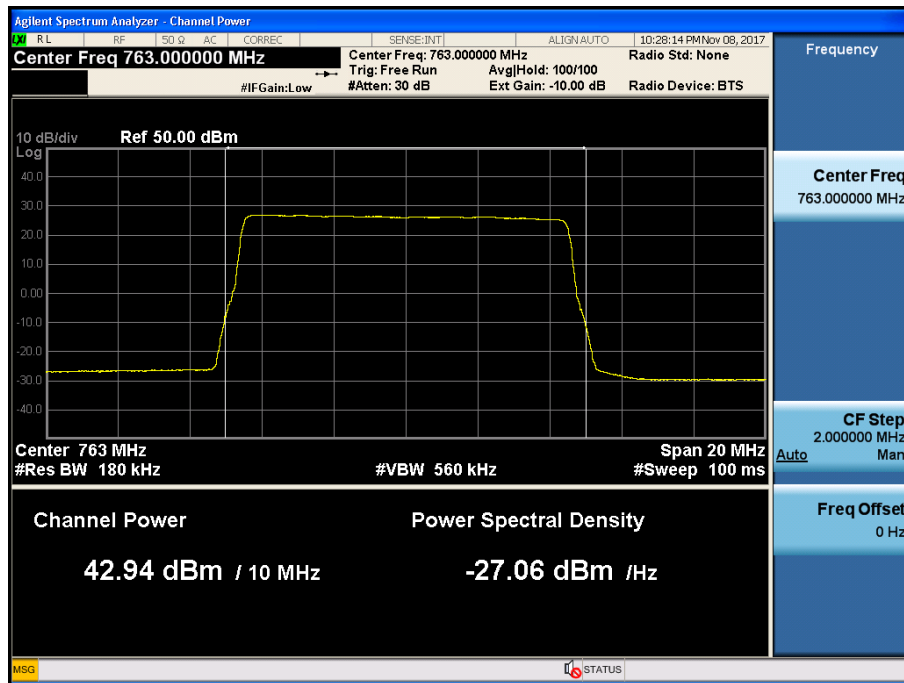 Agilent Spectrum Analyzer - Channel Power
LXI RL RF 50 Ω AC CORREC SENSE:INT ALIGN AUTO 10:28:14 PM Nov 08, 2017
Center Freq 763.000000 MHz
Center Freq: 763.000000 MHz
Radio Std: None
Trig: Free Run Avg|Hold: 100/100
#IFGain:Low
#Atten: 30 dB Ext Gain: -10.00 dB Radio Device: BTS
10 dB/div Ref 50.00 dBm
Log
40.0
30.0
20.0
10.0
0.00
-10.0
-20.0
-30.0
-40.0
Center 763 MHz Span 20 MHz
#Res BW 180 kHz #VBW 560 kHz #Sweep 100 ms
Channel Power Power Spectral Density
42.94 dBm / 10 MHz -27.06 dBm /Hz
MSG STATUS
Frequency
Center Freq
763.000000 MHz
CF Step
2.000000 MHz
Auto Man
Freq Offset
0 Hz